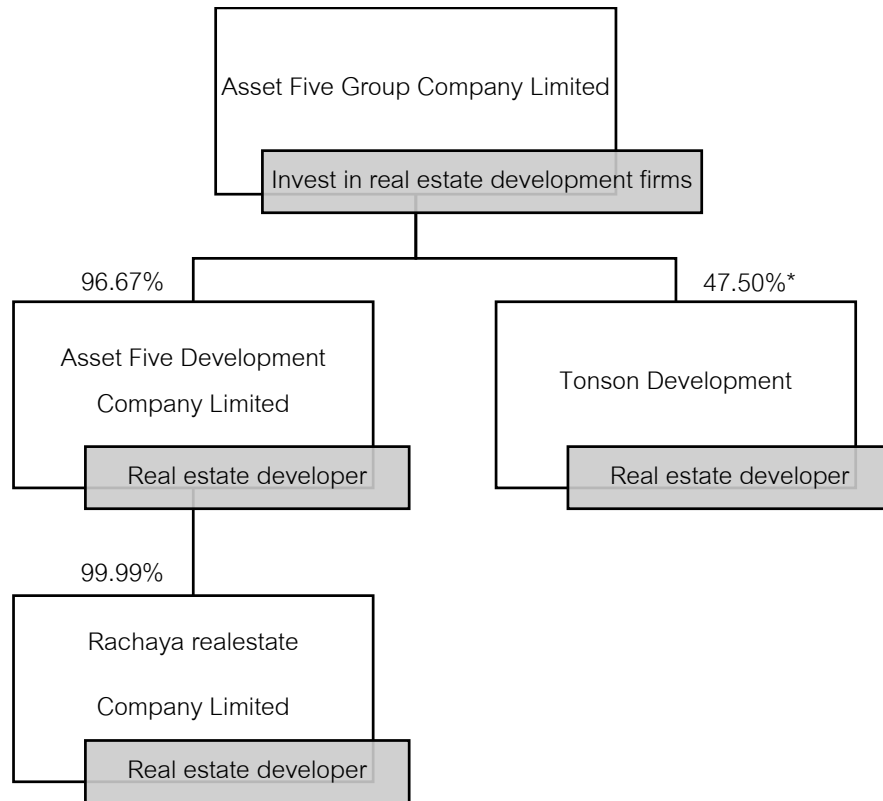 Asset Five Group Company Limited
Invest in real estate development firms
96.67%
47.50%*
Asset Five Development
Company Limited
Real estate developer
Tonson Development
Real estate developer
99.99%
Rachaya realestate
Company Limited
Real estate developer